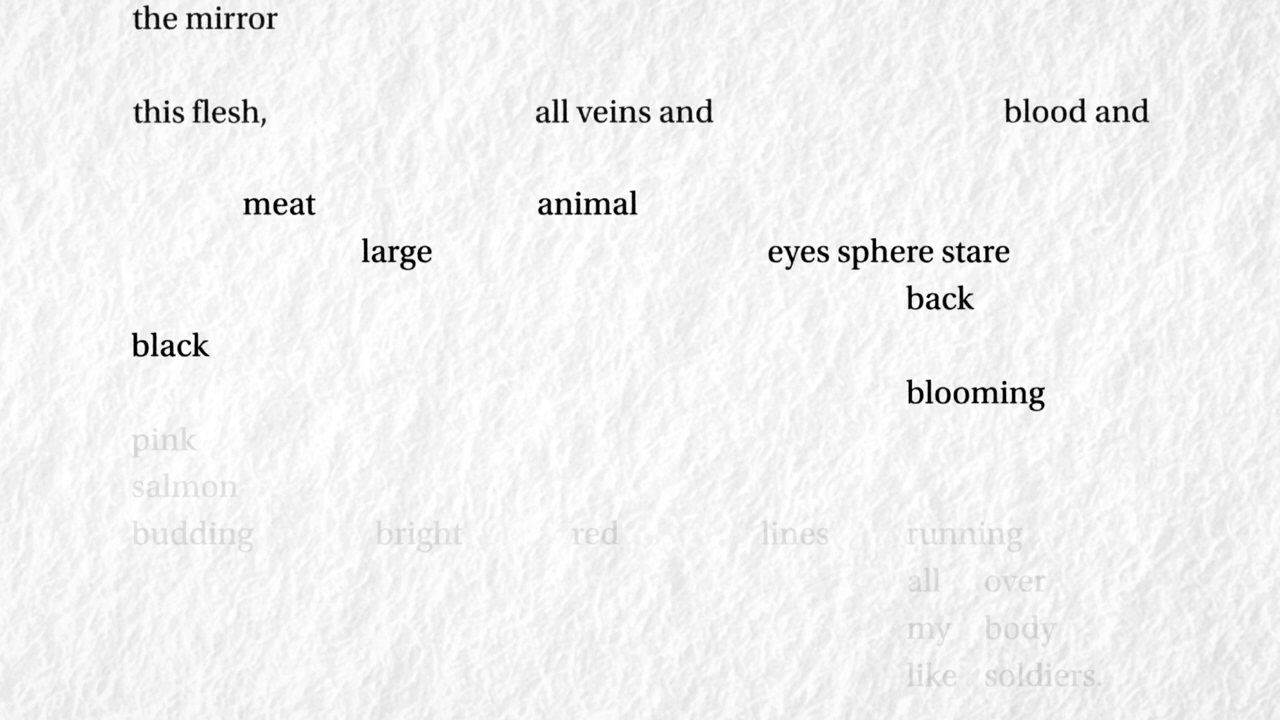 the mirror
this flesh, all veins and blood and
meat animal
large eyes sphere stare
back
black
blooming
pink
salmon
budding bright red lines running
all over
my body
like soldiers.